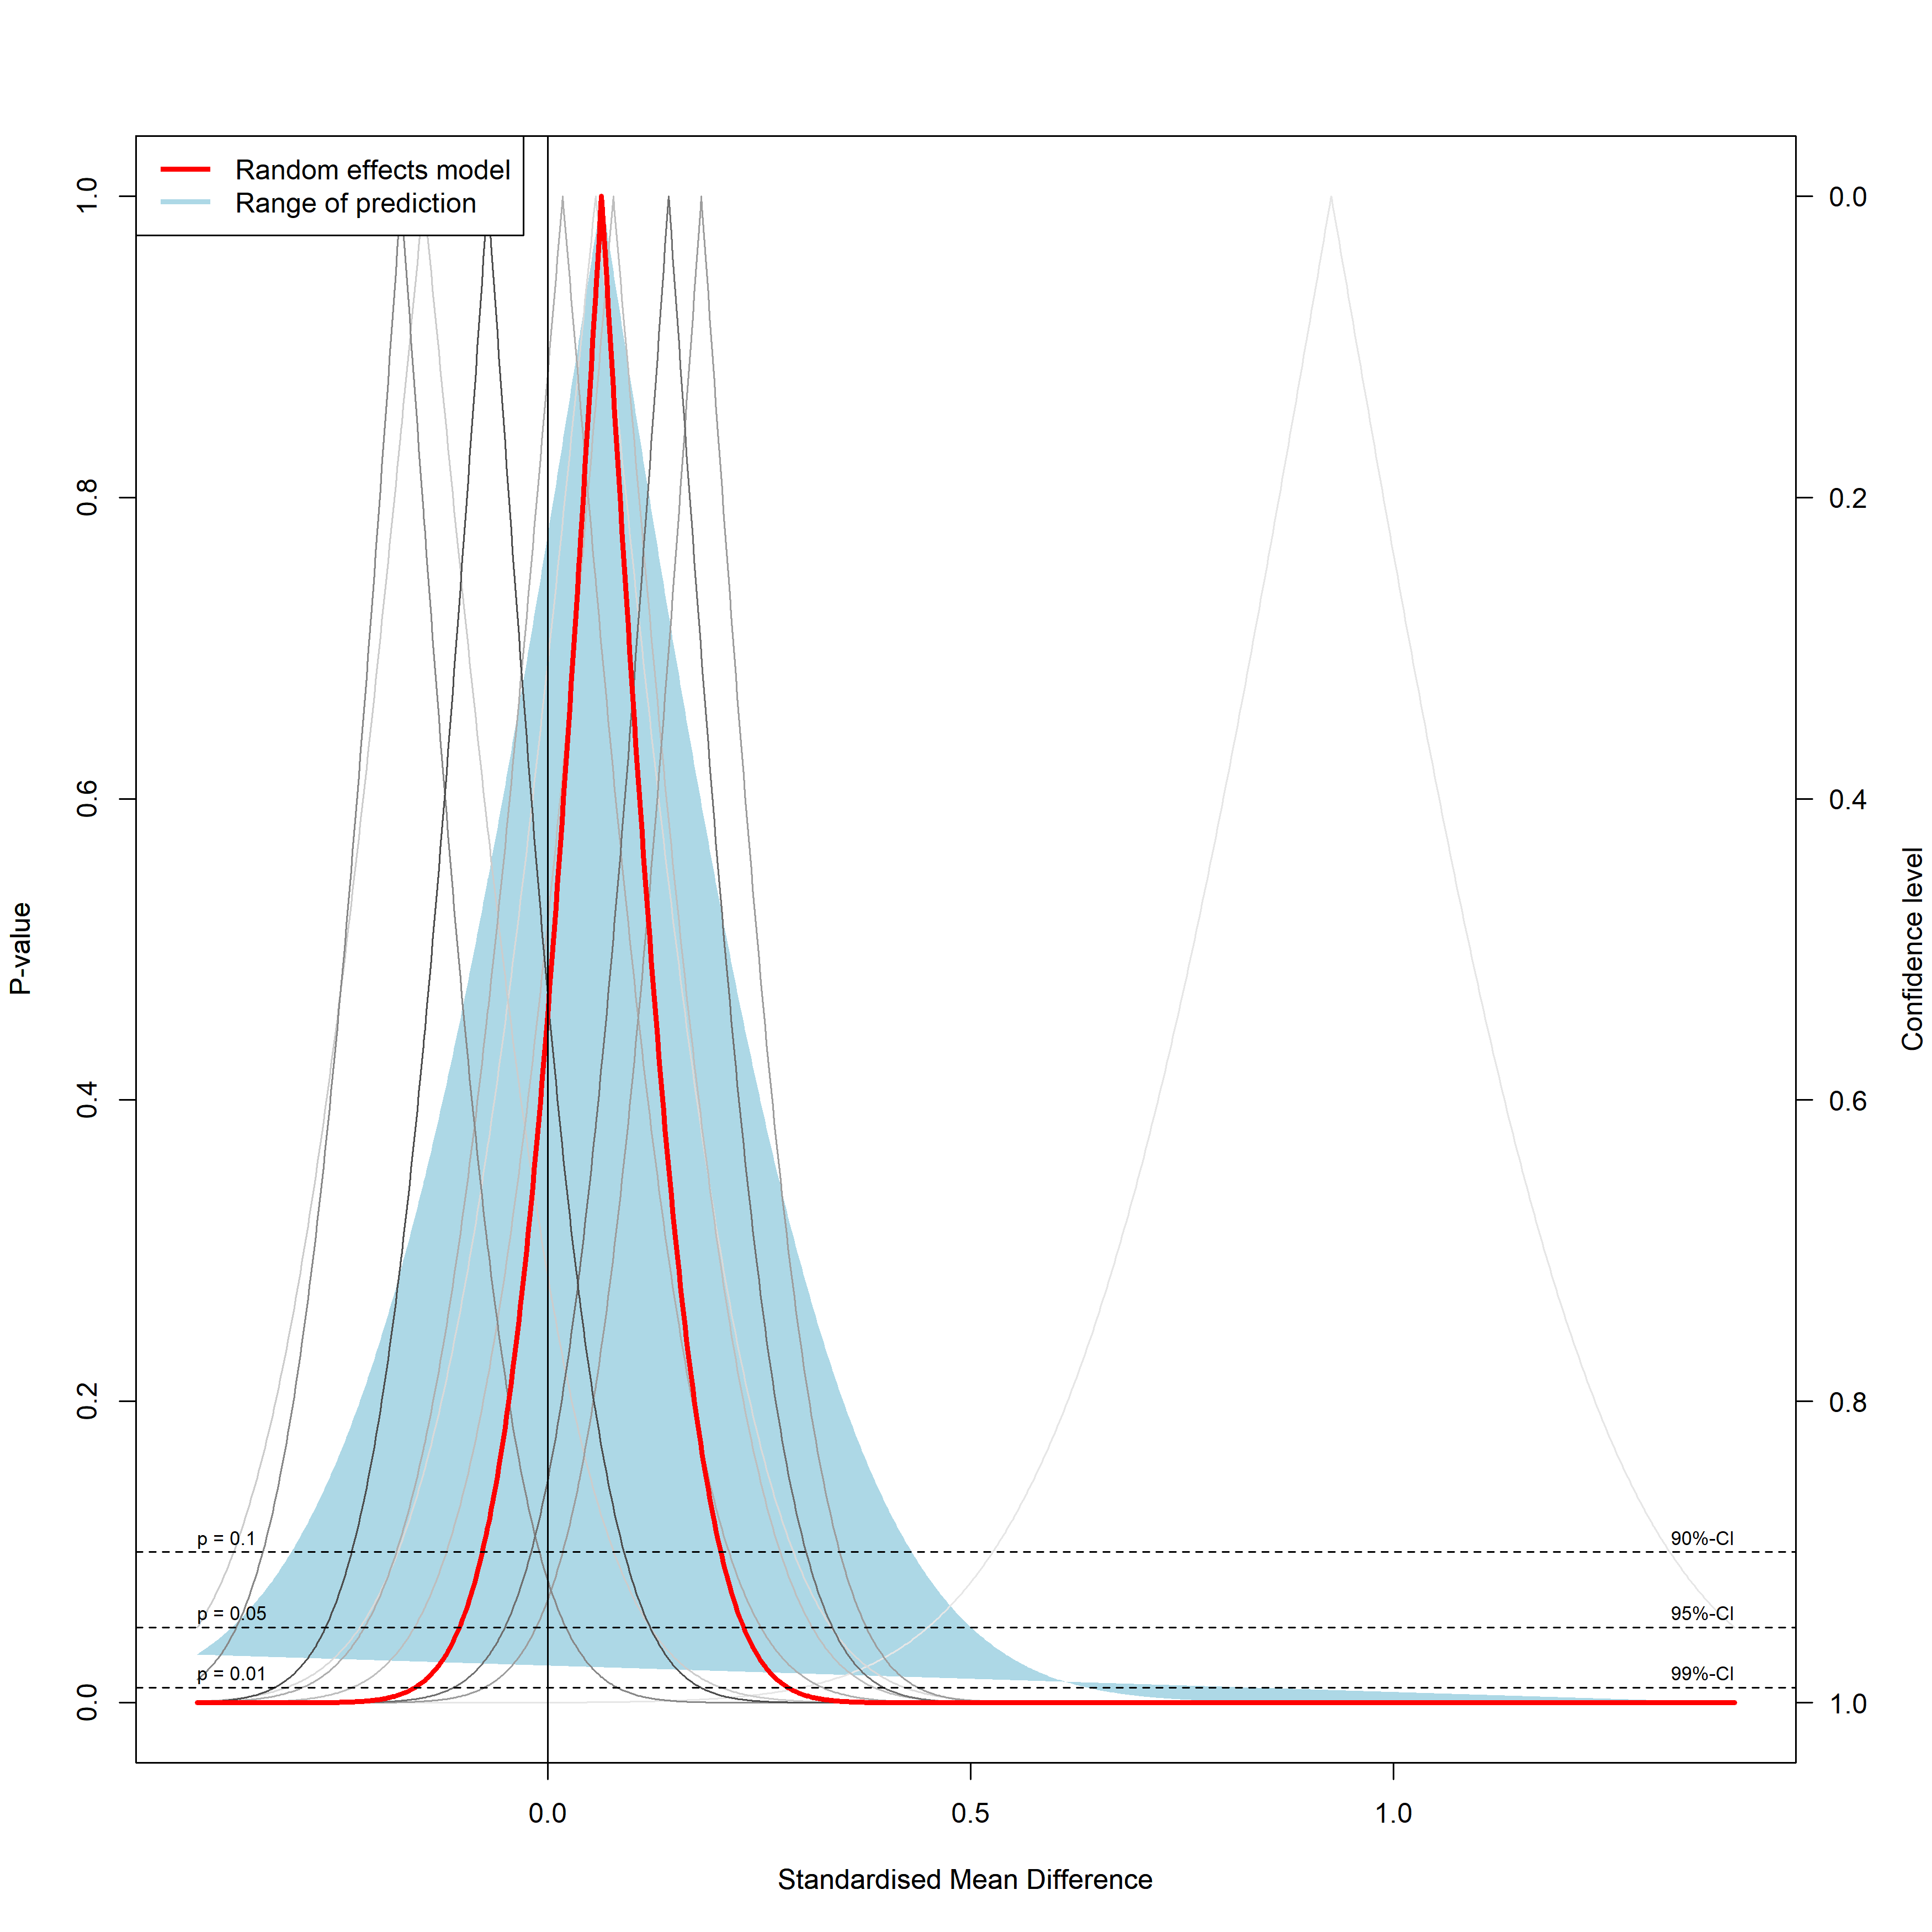 Random effects model
Range of prediction
1.0
0.8
0.6
0.4
0.2
0.0
P-value
0.0
0.2
0.4
0.6
0.8
1.0
Confidence level
p = 0.1
90%-CI
p = 0.05
95%-CI
p = 0.01
99%-CI
0.0
0.5
1.0
Standardised Mean Difference